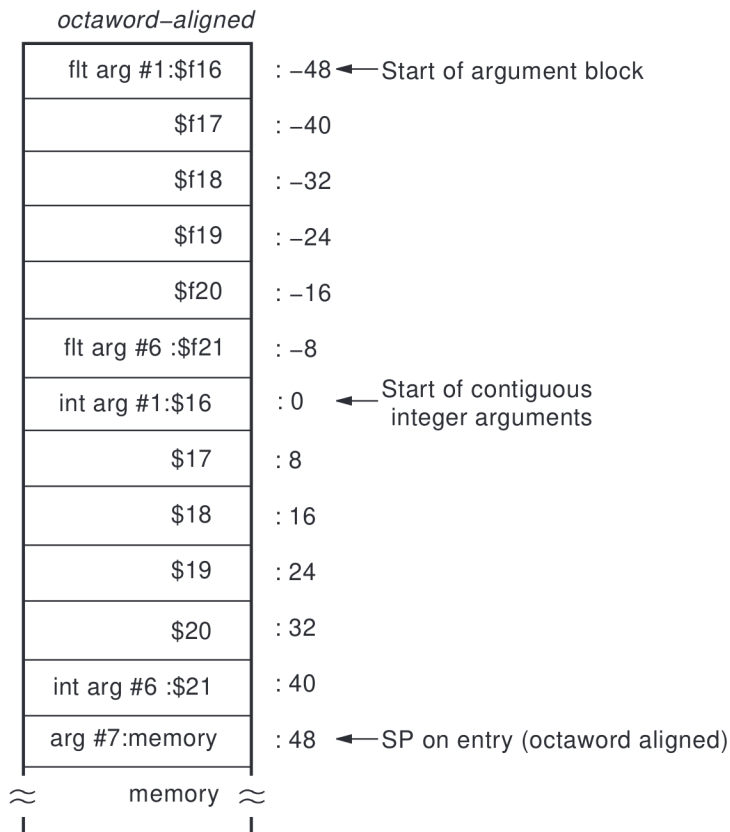 octaword–aligned
flt arg #1:$f16 : –48 Start of argument block
$f17 : –40
$f18 : –32
$f19 : –24
$f20 : –16
flt arg #6 :$f21 : –8
int arg #1:$16 : 0 Start of contiguous
integer arguments
$17 : 8
$18 : 16
$19 : 24
$20 : 32
int arg #6 :$21 : 40
arg #7:memory : 48 SP on entry (octaword aligned)
memory